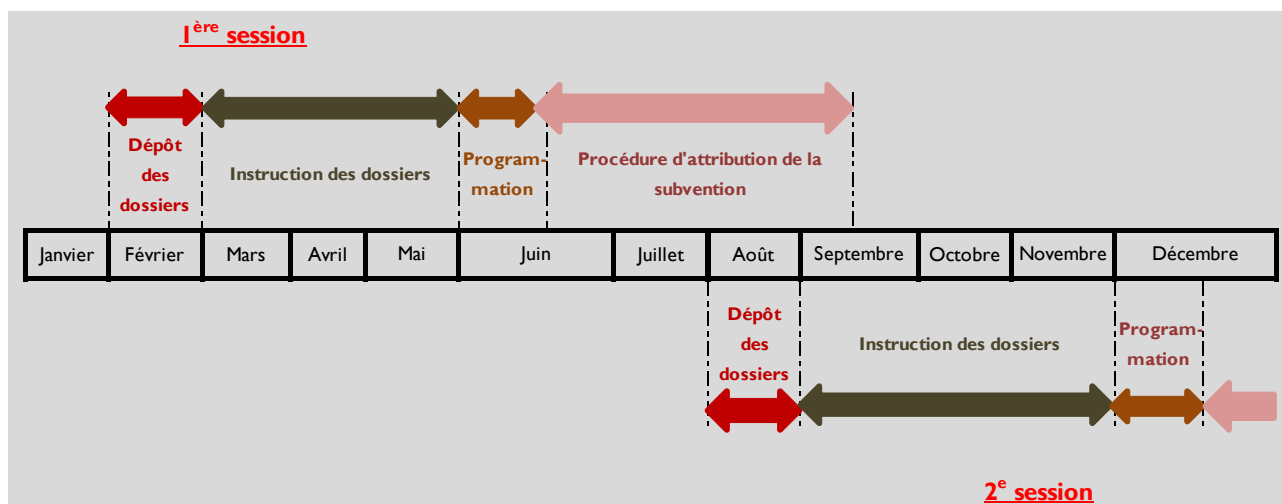 1ère session
Dépôt
des
dossiers
Instruction des dossiers
Program-
mation
Procédure d'attribution de la
subvention
Janvier Février Mars Avril Mai Juin Juillet Août Septembre Octobre Novembre Décembre
Dépôt
des
dossiers
Instruction des dossiers
Program-
mation
2e session